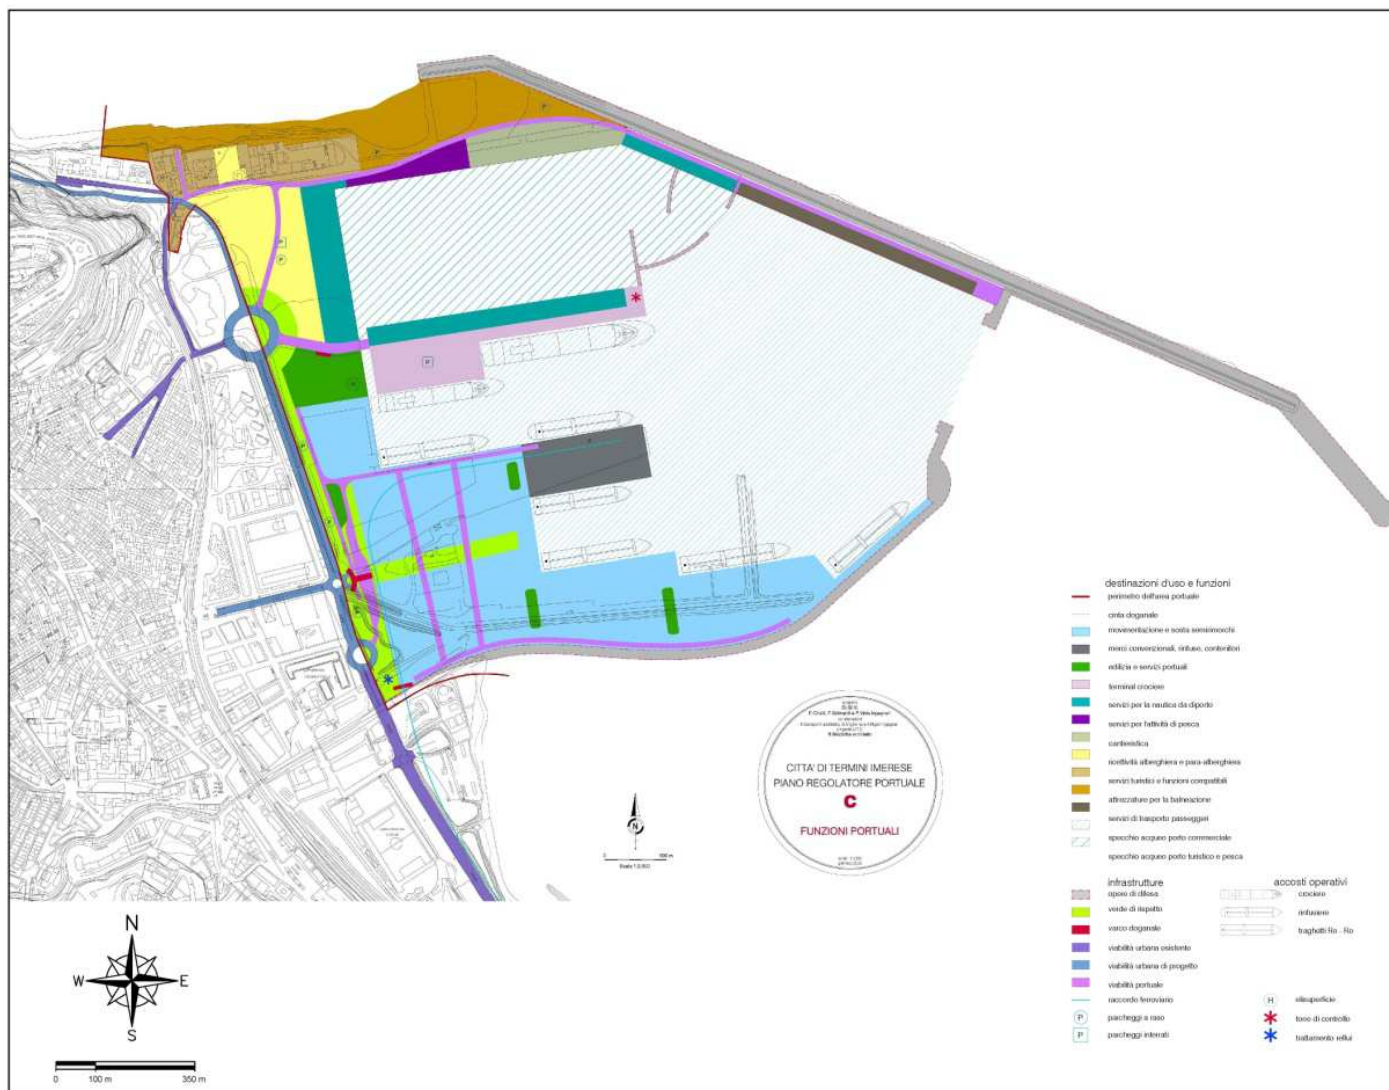 destinazioni d'uso e funzioni
perimetro dell'area portuale
cinta doganale
movimentazione e sosta semirimorchi
merci convenzionali, rinfuse, contenitori
edilizia e servizi portuali
terminal crociere
servizi per la nautica da diporto
servizi per l'attività di pesca
cantieristica
ricettività alberghiera e para-alberghiera
servizi turistici e funzioni compatibili
attrezzature per la balneazione
servizi di trasporto passeggeri
specchio acqueo porto commerciale
specchio acqueo porto turistico e pesca
CITTA' DI TERMINI IMERESE
PIANO REGOLATORE PORTUALE
C
FUNZIONI PORTUALI
N
infrastrutture
opere di difesa
verde di rispetto
varco doganale
viabilità urbana esistente
viabilità urbana di progetto
viabilità portuale
raccordo ferroviario
P parcheggi a raso
P parcheggi interrati
accosti operativi
crociere
rinfusiere
traghetti Ro - Ro
H elisuperficie
torre di controllo
trattamento reflui
N
W E
S
0 100 m 350 m